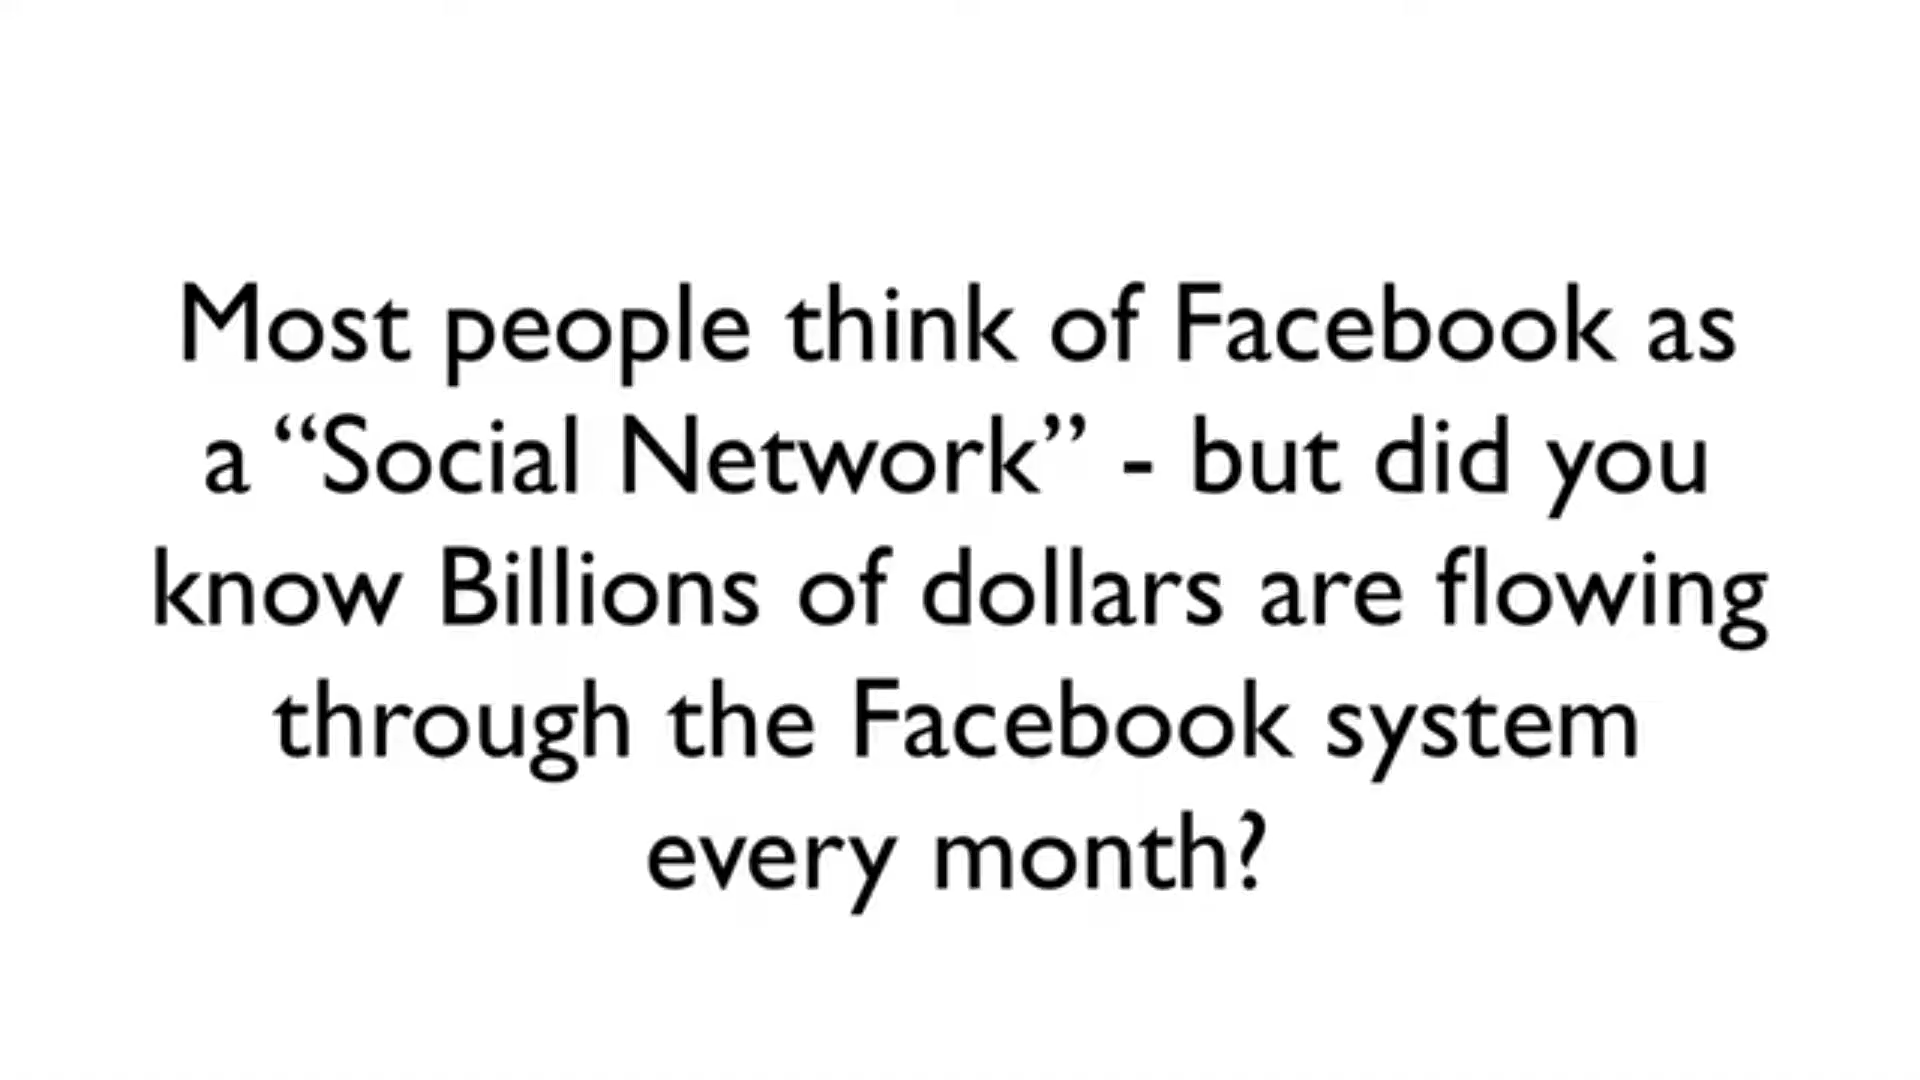 Most people think of Facebook as
a “Social Network” - but did you
know Billions of dollars are flowing
through the Facebook system
every month?